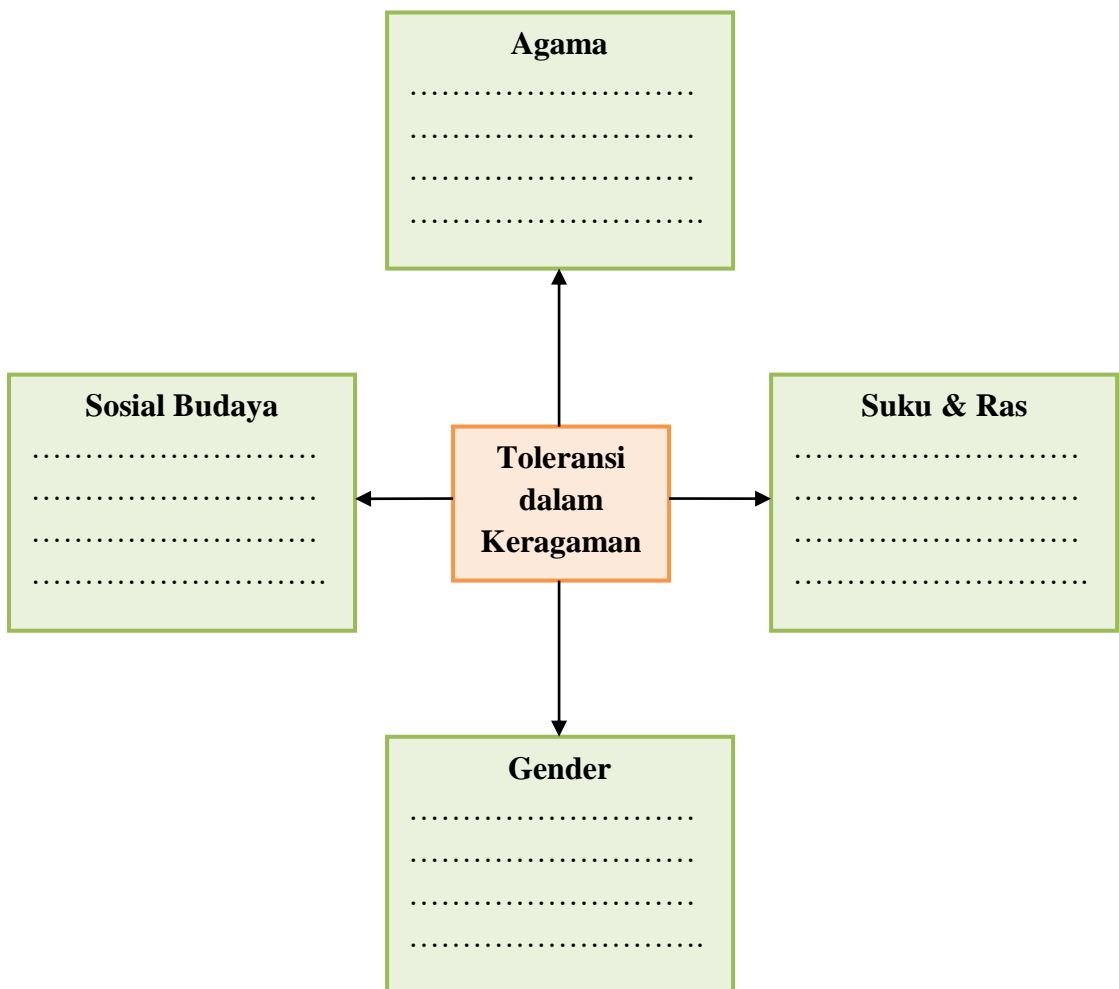 Agama
………………………
………………………
………………………
……………………….
Sosial Budaya
………………………
………………………
………………………
……………………….
Toleransi
dalam
Keragaman
Suku & Ras
………………………
………………………
………………………
……………………….
Gender
………………………
………………………
………………………
……………………….